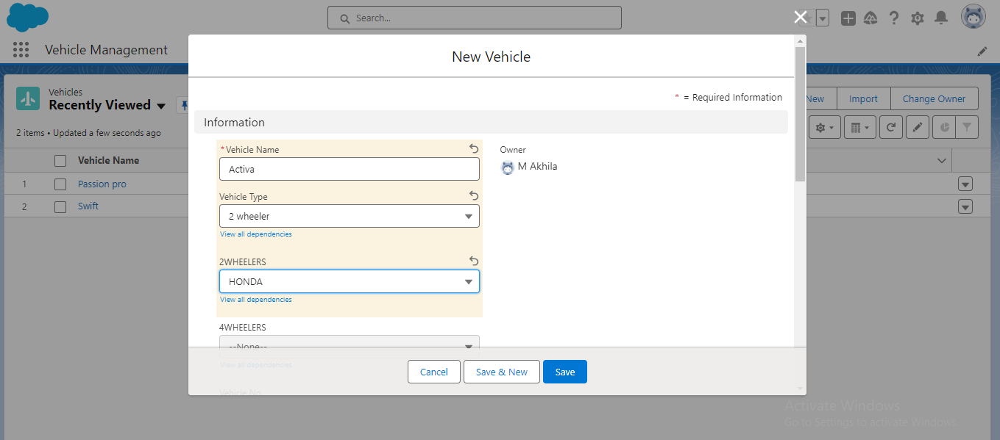 Search...
Vehicle Management
Vehicles
Recently Viewed
2 items • Updated a few seconds ago
New
Import
Change Owner
Vehicle Name
1
Passion pro
2
Swift
New Vehicle
* = Required Information
Information
*Vehicle Name
Activa
Owner
M Akhila
Vehicle Type
2 wheeler
View all dependencies
2WHEELERS
HONDA
View all dependencies
4WHEELERS
--None--
View all dependencies
Vehicle No
Cancel
Save & New
Save
Activate Windows
Go to Settings to activate Windows.